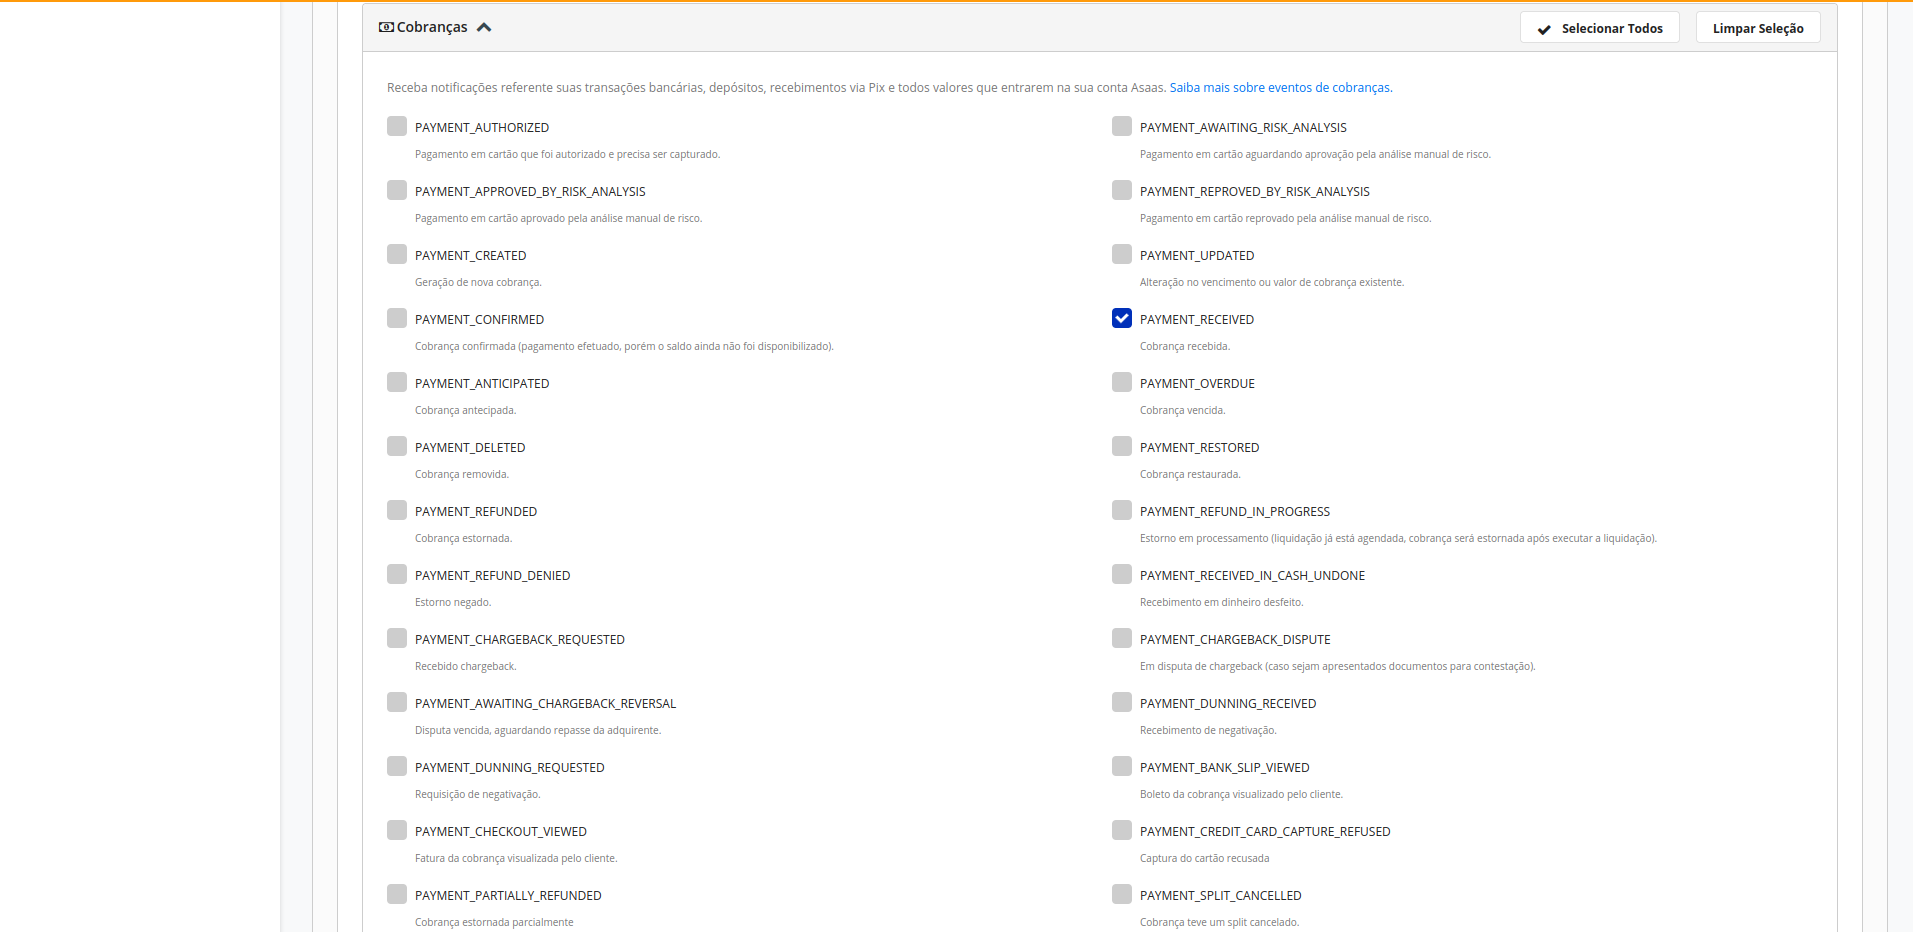 Cobranças
Selecionar Todos
Limpar Seleção
Receba notificações referente suas transações bancárias, depósitos, recebimentos via Pix e todos valores que entrarem na sua conta Asaas. Saiba mais sobre eventos de cobranças.
PAYMENT_AUTHORIZED
Pagamento em cartão que foi autorizado e precisa ser capturado.
PAYMENT_AWAITING_RISK_ANALYSIS
Pagamento em cartão aguardando aprovação pela análise manual de risco.
PAYMENT_APPROVED_BY_RISK_ANALYSIS
Pagamento em cartão aprovado pela análise manual de risco.
PAYMENT_REPROVED_BY_RISK_ANALYSIS
Pagamento em cartão reprovado pela análise manual de risco.
PAYMENT_CREATED
Geração de nova cobrança.
PAYMENT_UPDATED
Alteração no vencimento ou valor de cobrança existente.
PAYMENT_CONFIRMED
Cobrança confirmada (pagamento efetuado, porém o saldo ainda não foi disponibilizado).
PAYMENT_RECEIVED
Cobrança recebida.
PAYMENT_ANTICIPATED
Cobrança antecipada.
PAYMENT_OVERDUE
Cobrança vencida.
PAYMENT_DELETED
Cobrança removida.
PAYMENT_RESTORED
Cobrança restaurada.
PAYMENT_REFUNDED
Cobrança estornada.
PAYMENT_REFUND_IN_PROGRESS
Estorno em processamento (liquidação já está agendada, cobrança será estornada após executar a liquidação).
PAYMENT_REFUND_DENIED
Estorno negado.
PAYMENT_RECEIVED_IN_CASH_UNDONE
Recebimento em dinheiro desfeito.
PAYMENT_CHARGEBACK_REQUESTED
Recebido chargeback.
PAYMENT_CHARGEBACK_DISPUTE
Em disputa de chargeback (caso sejam apresentados documentos para contestação).
PAYMENT_AWAITING_CHARGEBACK_REVERSAL
Disputa vencida, aguardando repasse da adquirente.
PAYMENT_DUNNING_RECEIVED
Recebimento de negativação.
PAYMENT_DUNNING_REQUESTED
Requisição de negativação.
PAYMENT_BANK_SLIP_VIEWED
Boleto da cobrança visualizado pelo cliente.
PAYMENT_CHECKOUT_VIEWED
Fatura da cobrança visualizada pelo cliente.
PAYMENT_CREDIT_CARD_CAPTURE_REFUSED
Captura do cartão recusada
PAYMENT_PARTIALLY_REFUNDED
Cobrança estornada parcialmente
PAYMENT_SPLIT_CANCELLED
Cobrança teve um split cancelado.